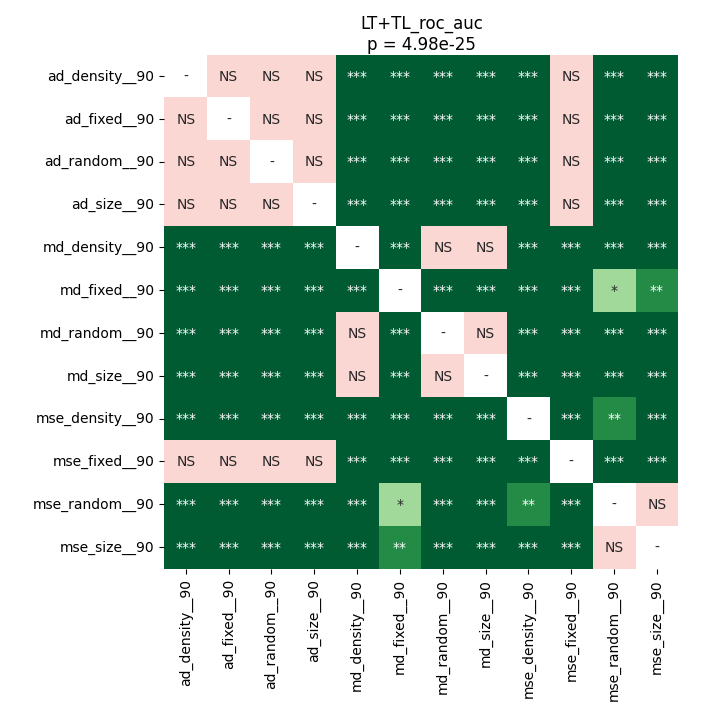 LT+TL_roc_auc
p = 4.98e-25
ad_density__90 - NS NS NS *** *** *** *** *** NS *** ***
ad_fixed__90 NS - NS NS *** *** *** *** *** NS *** ***
ad_random__90 NS NS - NS *** *** *** *** *** NS *** ***
ad_size__90 NS NS NS - *** *** *** *** *** NS *** ***
md_density__90 *** *** *** *** - *** NS NS *** *** *** ***
md_fixed__90 *** *** *** *** *** - *** *** *** *** * **
md_random__90 *** *** *** *** NS *** - NS *** *** *** ***
md_size__90 *** *** *** *** NS *** NS - *** *** *** ***
mse_density__90 *** *** *** *** *** *** *** *** - *** ** ***
mse_fixed__90 NS NS NS NS *** *** *** *** *** - *** ***
mse_random__90 *** *** *** *** *** * *** *** ** *** - NS
mse_size__90 *** *** *** *** *** ** *** *** *** *** NS -
ad_density__90
ad_fixed__90
ad_random__90
ad_size__90
md_density__90
md_fixed__90
md_random__90
md_size__90
mse_density__90
mse_fixed__90
mse_random__90
mse_size__90